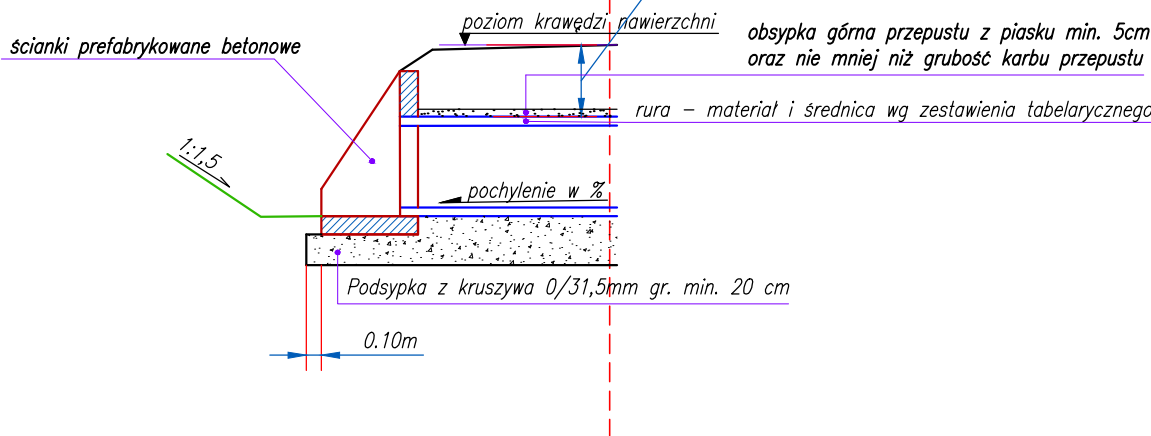 poziom krawędzi nawierzchni
obsypka górna przepustu z piasku min. 5cm
oraz nie mniej niż grubość karbu przepustu
ścianki prefabrykowane betonowe
rura – materiał i średnica wg zestawienia tabelarycznego
1:1,5
pochylenie w %
Podsypka z kruszywa 0/31,5mm gr. min. 20 cm
0.10m